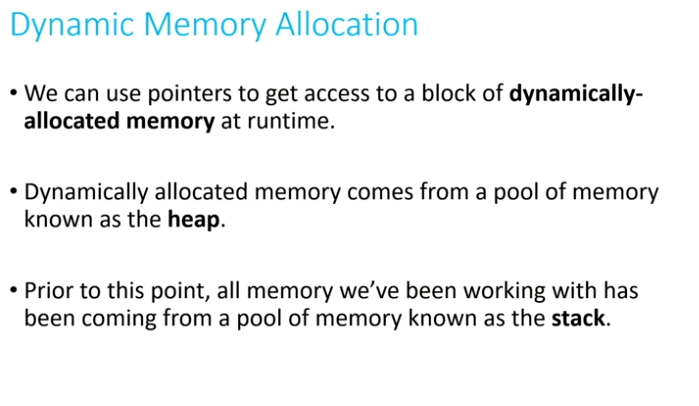 Dynamic Memory Allocation
• We can use pointers to get access to a block of dynamically-
allocated memory at runtime.
• Dynamically allocated memory comes from a pool of memory
known as the heap.
• Prior to this point, all memory we’ve been working with has
been coming from a pool of memory known as the stack.